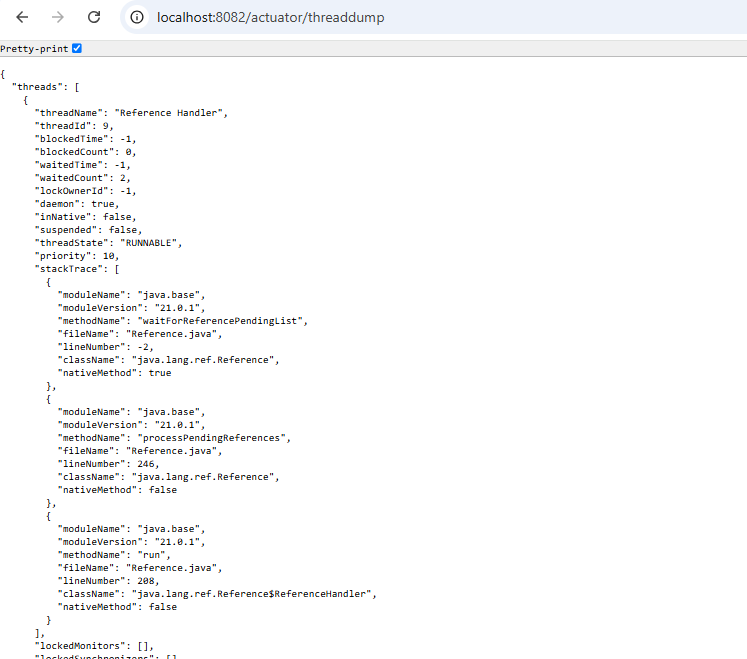 localhost:8082/actuator/threaddump
Pretty-print
{
  "threads": [
    {
      "threadName": "Reference Handler",
      "threadId": 9,
      "blockedTime": -1,
      "blockedCount": 0,
      "waitedTime": -1,
      "waitedCount": 2,
      "lockOwnerId": -1,
      "daemon": true,
      "inNative": false,
      "suspended": false,
      "threadState": "RUNNABLE",
      "priority": 10,
      "stackTrace": [
        {
          "moduleName": "java.base",
          "moduleVersion": "21.0.1",
          "methodName": "waitForReferencePendingList",
          "fileName": "Reference.java",
          "lineNumber": -2,
          "className": "java.lang.ref.Reference",
          "nativeMethod": true
        },
        {
          "moduleName": "java.base",
          "moduleVersion": "21.0.1",
          "methodName": "processPendingReferences",
          "fileName": "Reference.java",
          "lineNumber": 246,
          "className": "java.lang.ref.Reference",
          "nativeMethod": false
        },
        {
          "moduleName": "java.base",
          "moduleVersion": "21.0.1",
          "methodName": "run",
          "fileName": "Reference.java",
          "lineNumber": 208,
          "className": "java.lang.ref.Reference$ReferenceHandler",
          "nativeMethod": false
        }
      ],
      "lockedMonitors": [],
      "lockedSynchronizers": []